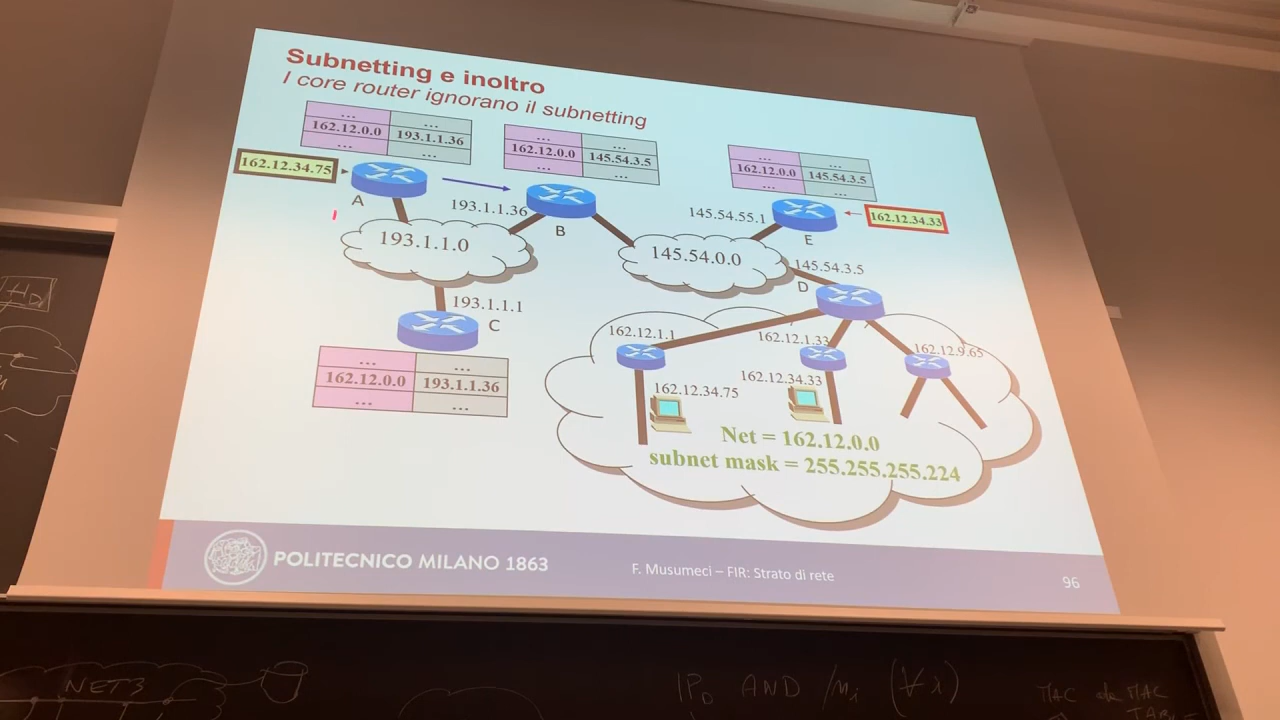 Subnetting e inoltro
I core router ignorano il subnetting
... ...
162.12.0.0 193.1.1.36
... ...
... ...
162.12.0.0 145.54.3.5
... ...
... ...
162.12.0.0 145.54.3.5
... ...
162.12.34.75
A
193.1.1.36
B
145.54.55.1
E
162.12.34.33
193.1.1.0
145.54.0.0
145.54.3.5
D
193.1.1.1
C
162.12.1.1
162.12.1.33
162.12.9.65
... ...
162.12.0.0 193.1.1.36
... ...
162.12.34.75
162.12.34.33
Net = 162.12.0.0
subnet mask = 255.255.255.224
POLITECNICO MILANO 1863
F. Musumeci – FIR: Strato di rete
96
NET3
IP_D AND /m_i (∀i)